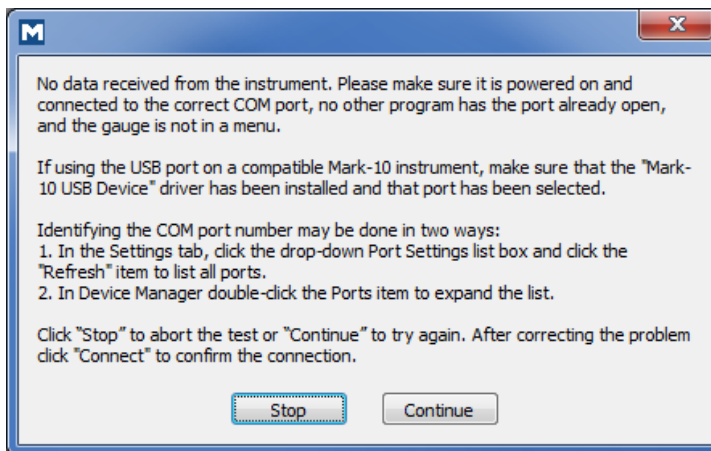 M
X
No data received from the instrument. Please make sure it is powered on and
connected to the correct COM port, no other program has the port already open,
and the gauge is not in a menu.
If using the USB port on a compatible Mark-10 instrument, make sure that the "Mark-
10 USB Device" driver has been installed and that port has been selected.
Identifying the COM port number may be done in two ways:
1. In the Settings tab, click the drop-down Port Settings list box and click the
"Refresh" item to list all ports.
2. In Device Manager double-click the Ports item to expand the list.
Click “Stop” to abort the test or “Continue” to try again. After correcting the problem
click "Connect" to confirm the connection.
Stop
Continue